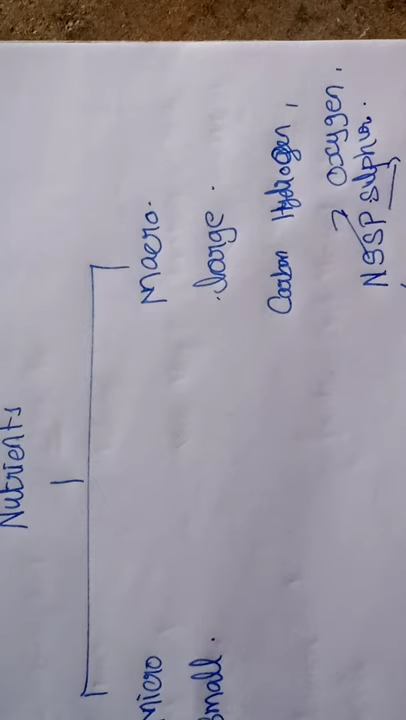 Nutrients
micro
small.
Macro.
large.
Carbon Hydrogen,
oxygen,
NSSP sulphur.